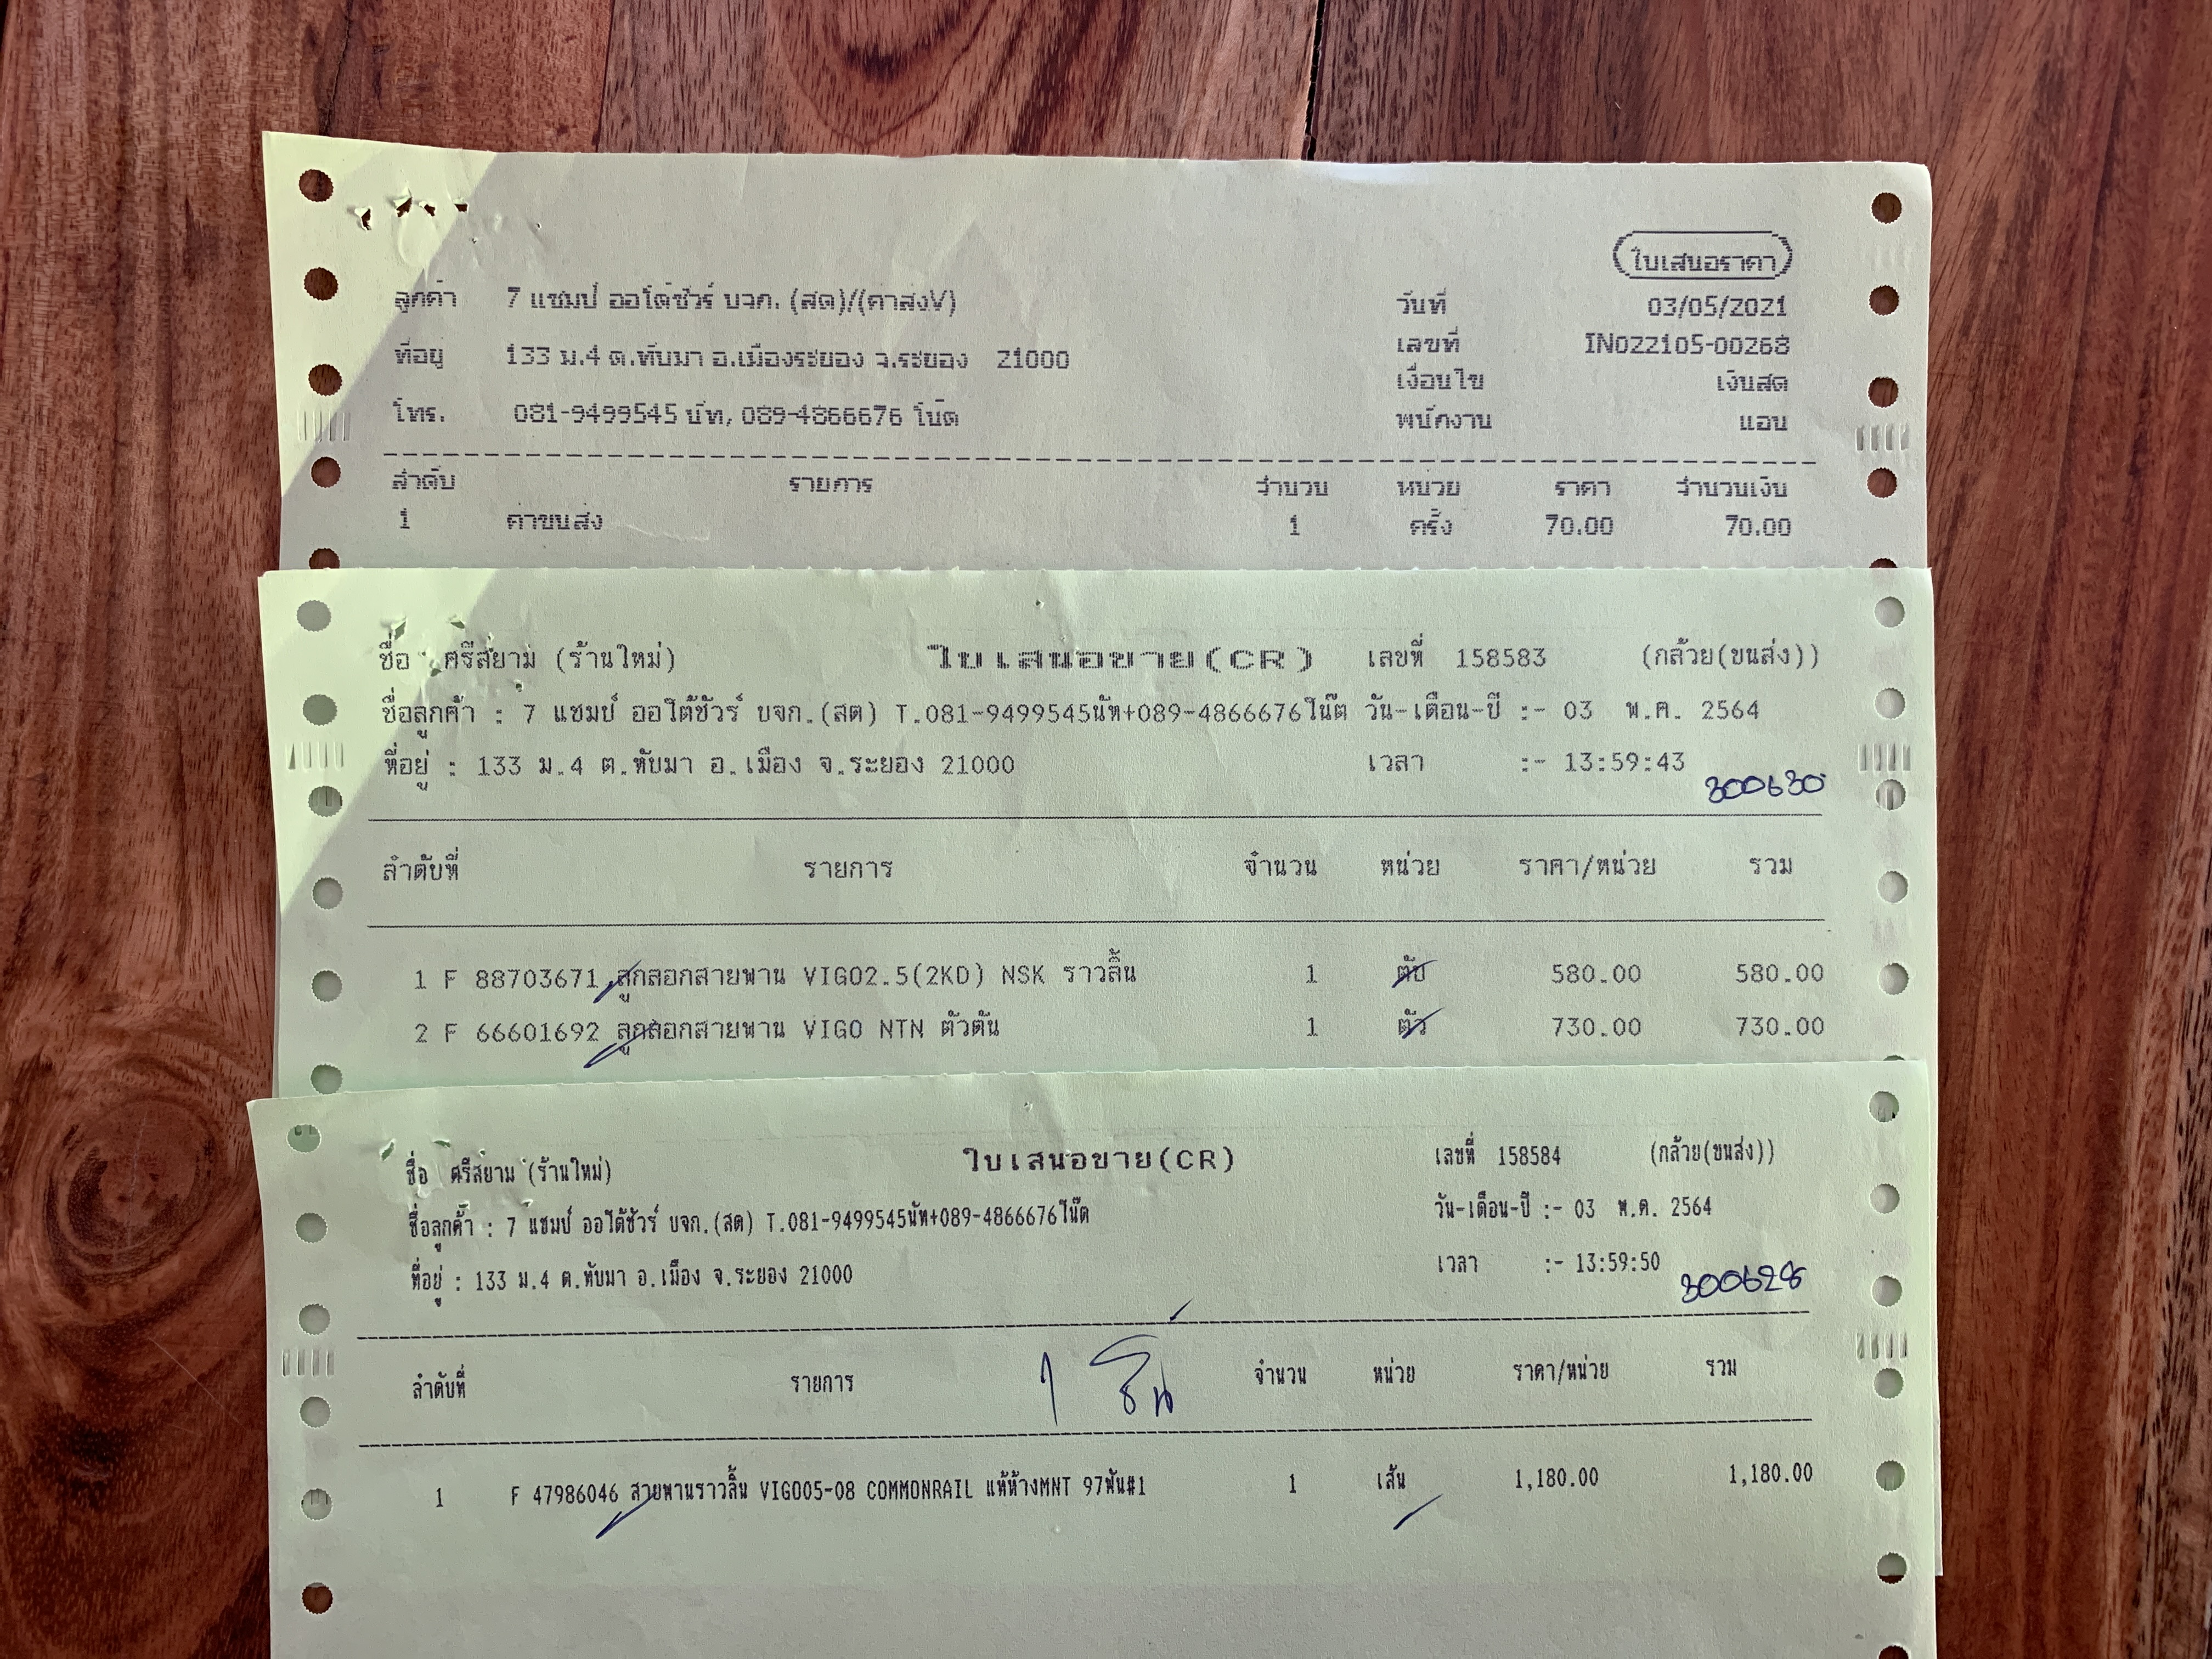 ใบเสนอราคา
ลูกค้า 7 แชมป์ ออโต้ชัวร์ บจก. (สด)/(ค่าส่งV) วันที่ 03/05/2021
ที่อยู่ 133 ม.4 ต.ทับมา อ.เมืองระยอง จ.ระยอง 21000 เลขที่ IN022105-00268
เงื่อนไข เงินสด
โทร. 081-9499545 นัท, 089-4866676 โน๊ต พนักงาน แอน
ลำดับ รายการ จำนวน หน่วย ราคา จำนวนเงิน
1 ค่าขนส่ง 1 ครั้ง 70.00 70.00
ชื่อ ศรีสยาม (ร้านใหม่) ใบเสนอขาย(CR) เลขที่ 158583 (กล้วย(ขนส่ง))
ชื่อลูกค้า : 7 แชมป์ ออโต้ชัวร์ บจก.(สด) T.081-9499545นัท+089-4866676โน๊ต วัน-เดือน-ปี :- 03 พ.ค. 2564
ที่อยู่ : 133 ม.4 ต.ทับมา อ.เมือง จ.ระยอง 21000 เวลา :- 13:59:43
300630
ลำดับที่ รายการ จำนวน หน่วย ราคา/หน่วย รวม
1 F 88703671 ลูกลอกสายพาน VIGO2.5(2KD) NSK ราวลิ้น 1 ตับ 580.00 580.00
2 F 66601692 ลูกลอกสายพาน VIGO NTN ตัวตัน 1 ตัว 730.00 730.00
ชื่อ ศรีสยาม (ร้านใหม่) ใบเสนอขาย(CR) เลขที่ 158584 (กล้วย(ขนส่ง))
ชื่อลูกค้า : 7 แชมป์ ออโต้ชัวร์ บจก.(สด) T.081-9499545นัท+089-4866676โน๊ต วัน-เดือน-ปี :- 03 พ.ค. 2564
ที่อยู่ : 133 ม.4 ต.ทับมา อ.เมือง จ.ระยอง 21000 เวลา :- 13:59:50
300628
ลำดับที่ รายการ 1 ชิ้น จำนวน หน่วย ราคา/หน่วย รวม
1 F 47986046 สายพานราวลิ้น VIGO05-08 COMMONRAIL แท้ห้างMNT 97ฟัน#1 1 เส้น 1,180.00 1,180.00